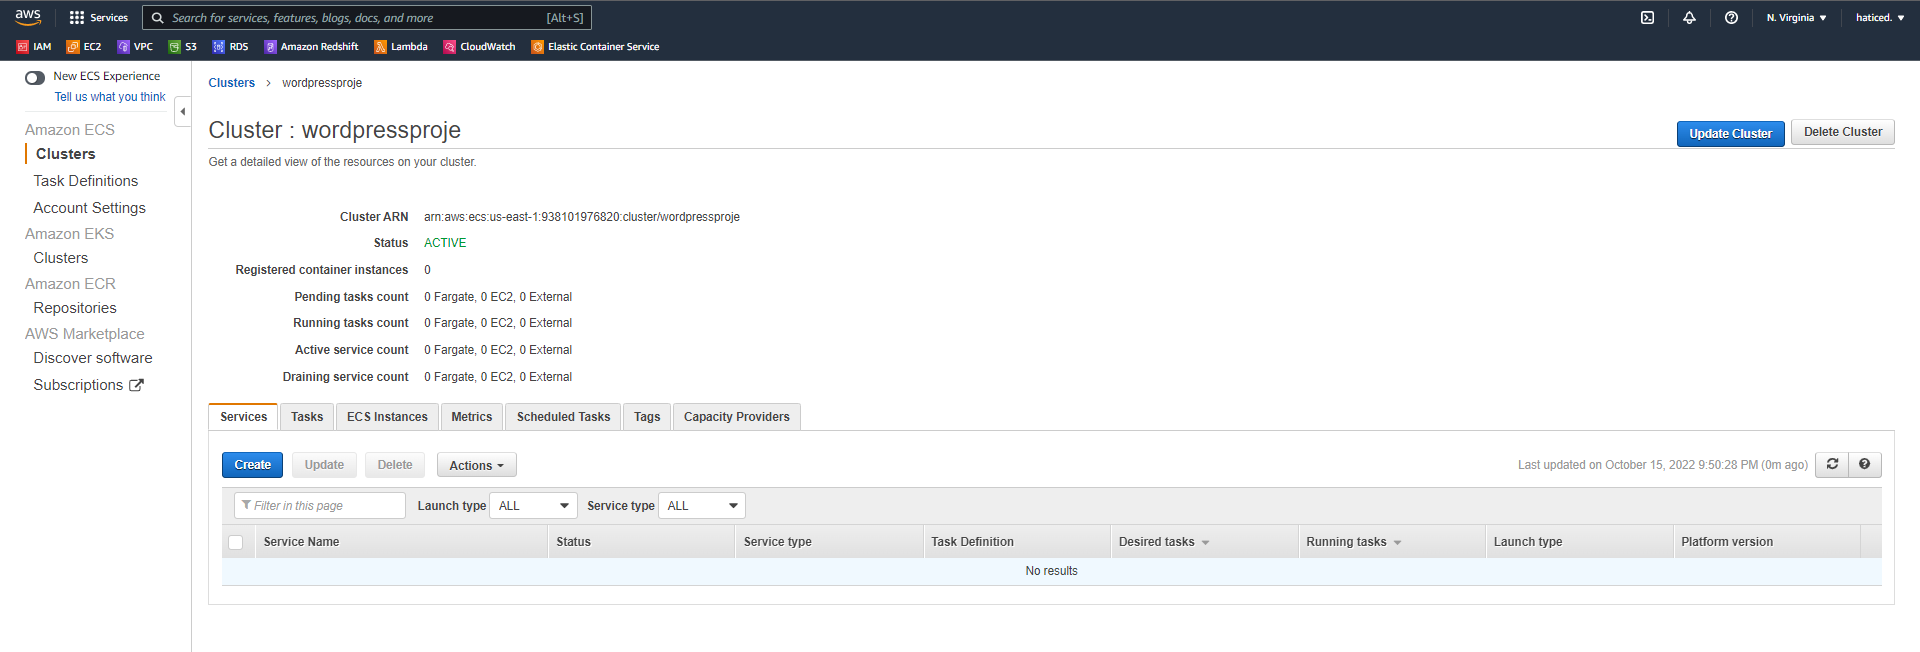 aws Services Search for services, features, blogs, docs, and more [Alt+S] N. Virginia haticed.
IAM EC2 VPC S3 RDS Amazon Redshift Lambda CloudWatch Elastic Container Service
New ECS Experience
Tell us what you think
Amazon ECS
Clusters
Task Definitions
Account Settings
Amazon EKS
Clusters
Amazon ECR
Repositories
AWS Marketplace
Discover software
Subscriptions
Clusters > wordpressproje
Cluster : wordpressproje
Update Cluster Delete Cluster
Get a detailed view of the resources on your cluster.
Cluster ARN arn:aws:ecs:us-east-1:938101976820:cluster/wordpressproje
Status ACTIVE
Registered container instances 0
Pending tasks count 0 Fargate, 0 EC2, 0 External
Running tasks count 0 Fargate, 0 EC2, 0 External
Active service count 0 Fargate, 0 EC2, 0 External
Draining service count 0 Fargate, 0 EC2, 0 External
Services Tasks ECS Instances Metrics Scheduled Tasks Tags Capacity Providers
Create Update Delete Actions Last updated on October 15, 2022 9:50:28 PM (0m ago)
Filter in this page Launch type ALL Service type ALL
Service Name Status Service type Task Definition Desired tasks Running tasks Launch type Platform version
No results